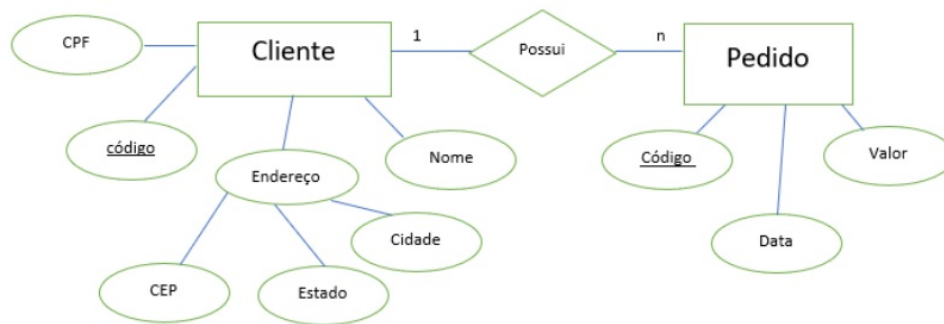 CPF
Cliente
1
Possui
n
Pedido
código
Endereço
Nome
Código
Valor
Cidade
Data
CEP
Estado